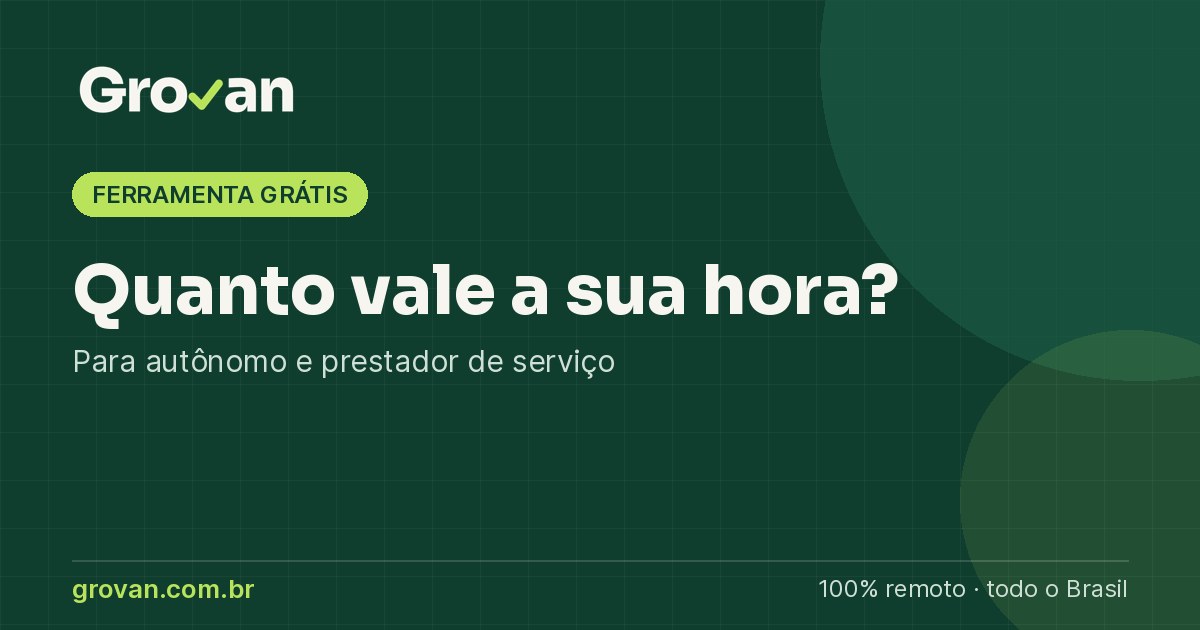 Grovan
FERRAMENTA GRÁTIS
Quanto vale a sua hora?
Para autônomo e prestador de serviço
grovan.com.br
100% remoto · todo o Brasil